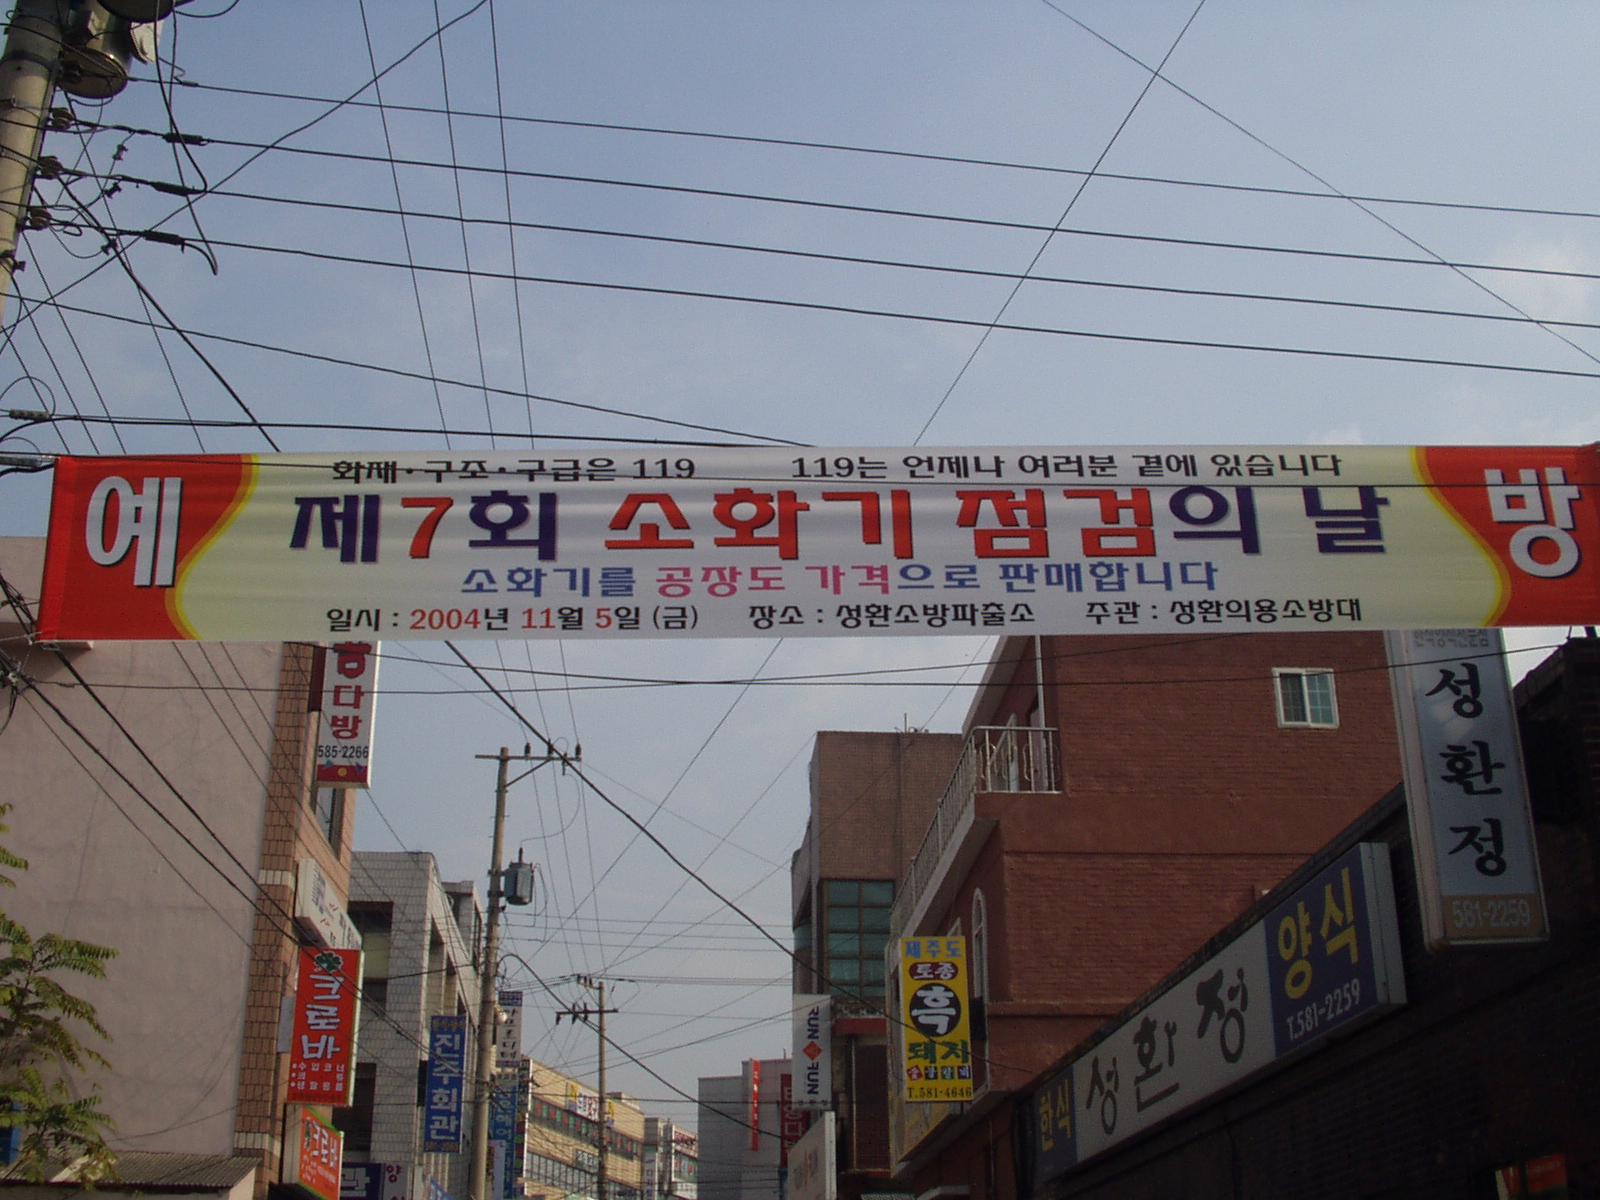 예 방
화재·구조·구급은 119 119는 언제나 여러분 곁에 있습니다
제7회 소화기 점검의 날
소화기를 공장도 가격으로 판매합니다
일시 : 2004년 11월 5일 (금) 장소 : 성환소방파출소 주관 : 성환의용소방대
다방
585-2266
크로바
진주회관
RUN & FUN
제주도
토종
흑
돼지
T.581-4646
성환정
581-2259
한식
성환정
양식
T.581-2259